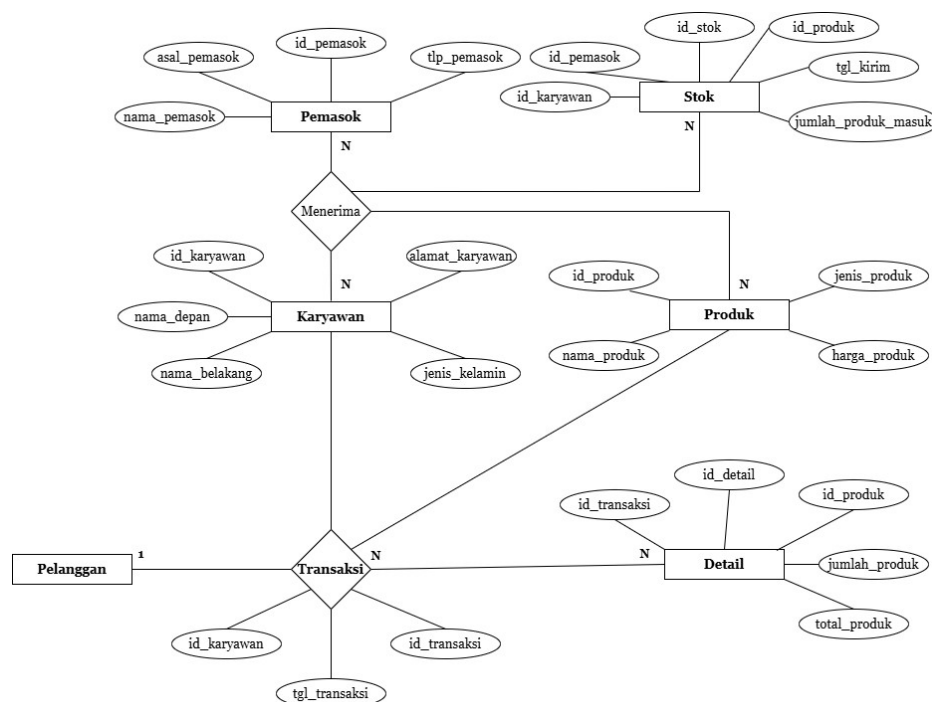 id_stok
id_produk
id_pemasok
asal_pemasok
tlp_pemasok
id_pemasok
tgl_kirim
id_karyawan
Stok
nama_pemasok
Pemasok
jumlah_produk_masuk
N
N
Menerima
id_karyawan
alamat_karyawan
id_produk
jenis_produk
N
N
nama_depan
Karyawan
Produk
nama_belakang
jenis_kelamin
nama_produk
harga_produk
id_detail
id_transaksi
id_produk
1
N
N
Pelanggan
Transaksi
Detail
jumlah_produk
id_karyawan
id_transaksi
total_produk
tgl_transaksi